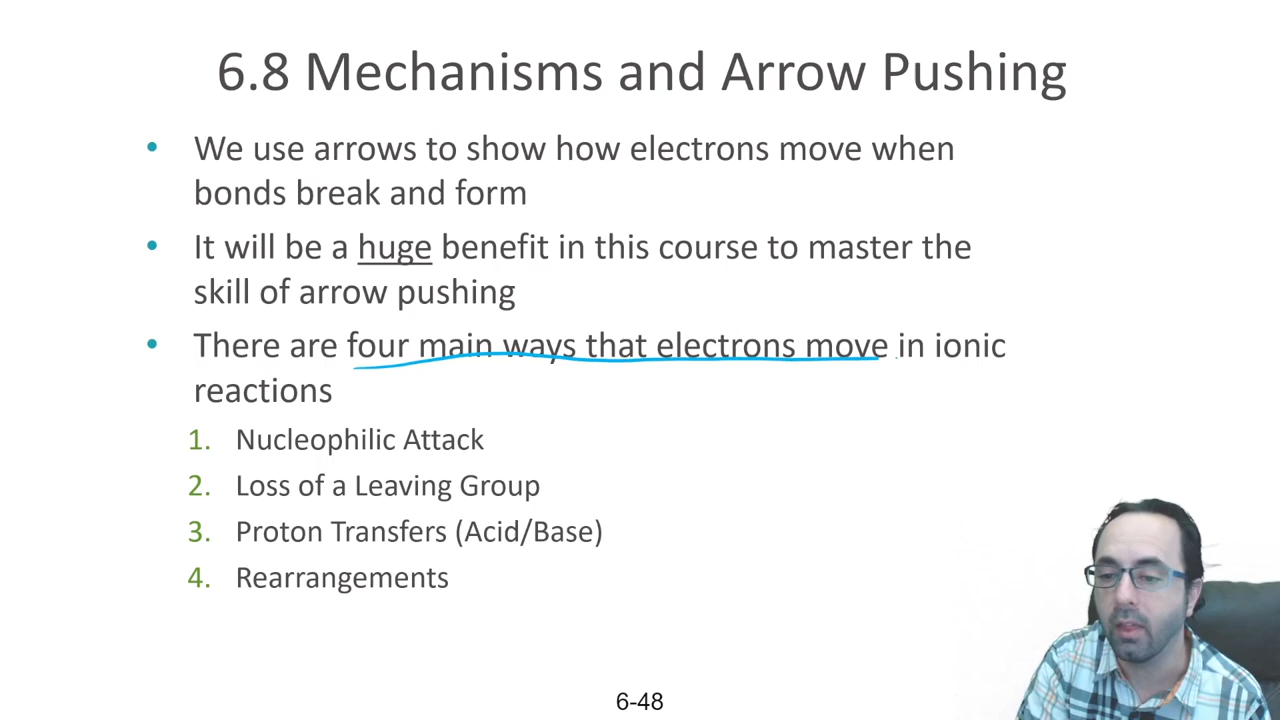 6.8 Mechanisms and Arrow Pushing
• We use arrows to show how electrons move when
bonds break and form
• It will be a huge benefit in this course to master the
skill of arrow pushing
• There are four main ways that electrons move in ionic
reactions
1. Nucleophilic Attack
2. Loss of a Leaving Group
3. Proton Transfers (Acid/Base)
4. Rearrangements
6-48